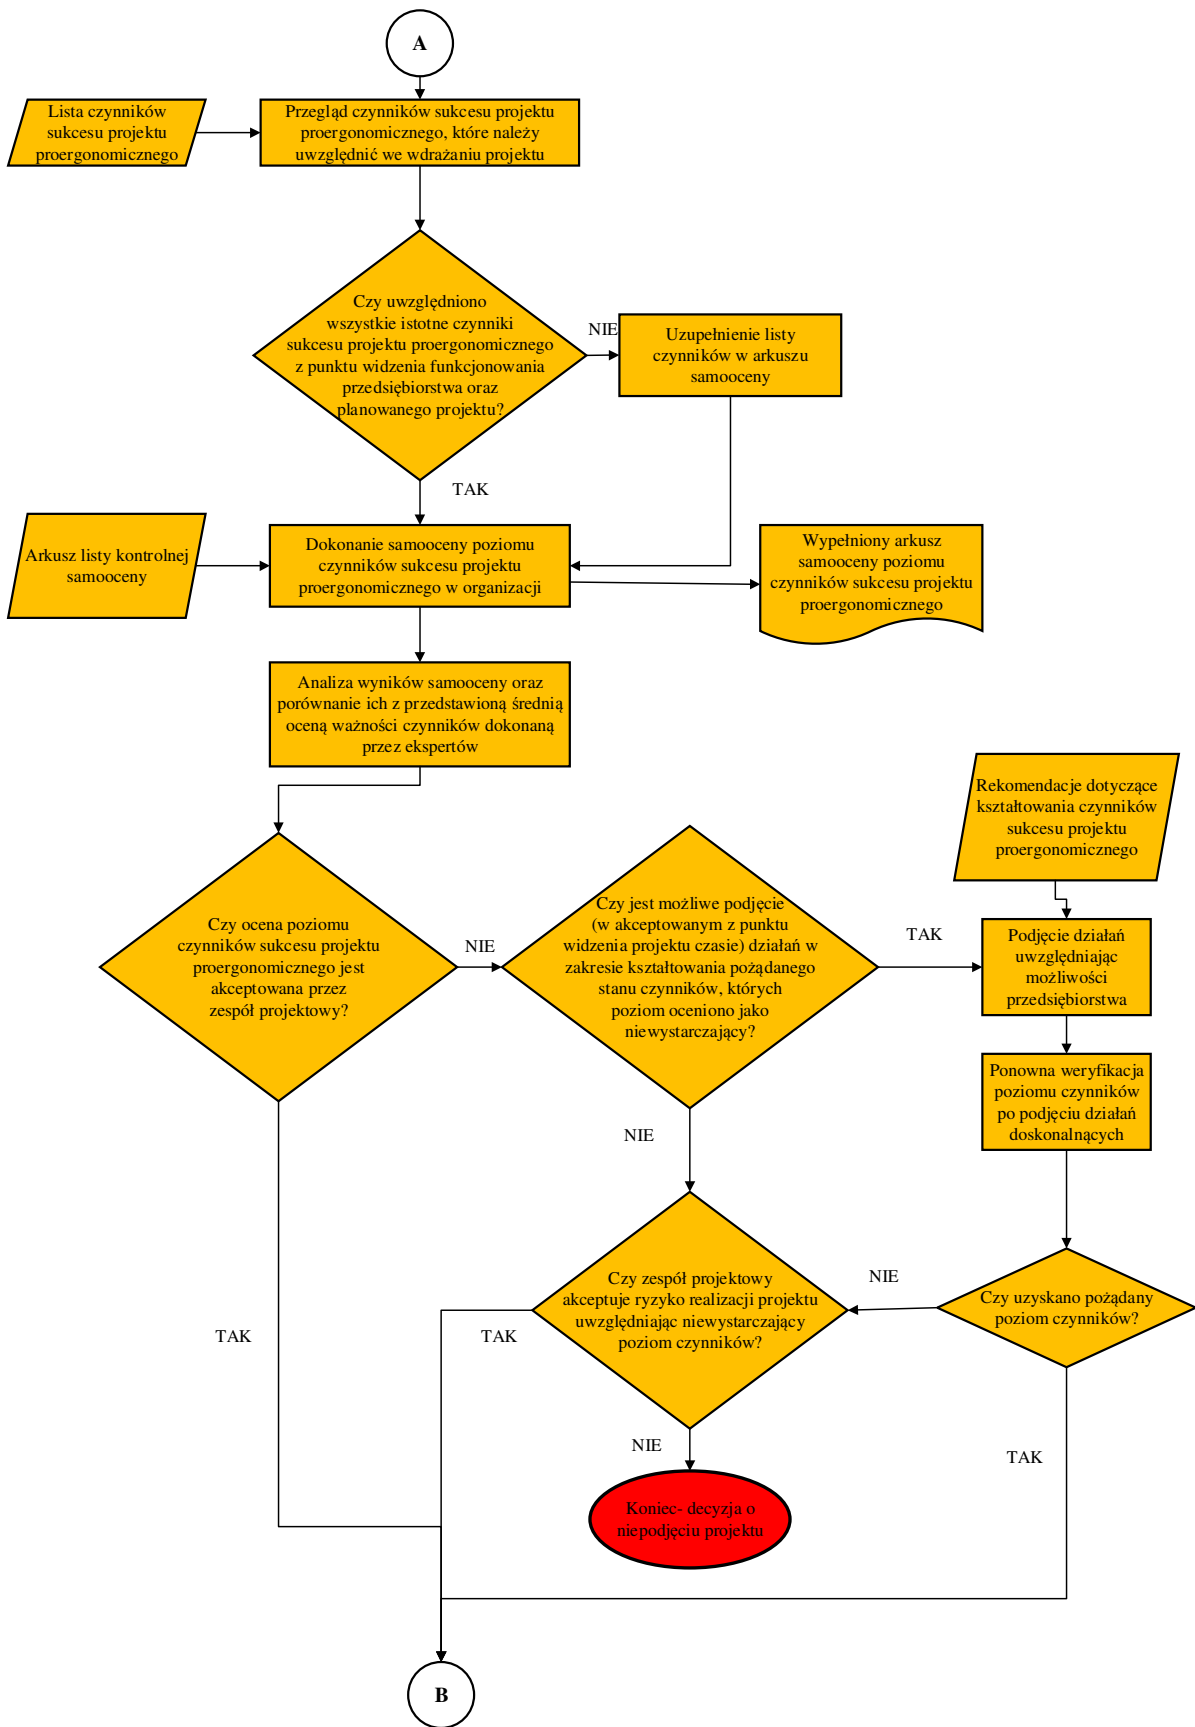 A
Lista czynników
sukcesu projektu
proergonomicznego
Przegląd czynników sukcesu projektu
proergonomicznego, które należy
uwzględnić we wdrażaniu projektu
Czy uwzględniono
wszystkie istotne czynniki
sukcesu projektu proergonomicznego
z punktu widzenia funkcjonowania
przedsiębiorstwa oraz
planowanego projektu?
NIE
Uzupełnienie listy
czynników w arkuszu
samooceny
TAK
Arkusz listy kontrolnej
samooceny
Dokonanie samooceny poziomu
czynników sukcesu projektu
proergonomicznego w organizacji
Wypełniony arkusz
samooceny poziomu
czynników sukcesu projektu
proergonomicznego
Analiza wyników samooceny oraz
porównanie ich z przedstawioną średnią
oceną ważności czynników dokonaną
przez ekspertów
Rekomendacje dotyczące
kształtowania czynników
sukcesu projektu
proergonomicznego
Czy ocena poziomu
czynników sukcesu projektu
proergonomicznego jest
akceptowana przez
zespół projektowy?
NIE
Czy jest możliwe podjęcie
(w akceptowanym z punktu
widzenia projektu czasie) działań w
zakresie kształtowania pożądanego
stanu czynników, których
poziom oceniono jako
niewystarczający?
TAK
Podjęcie działań
uwzględniając
możliwości
przedsiębiorstwa
Ponowna weryfikacja
poziomu czynników
po podjęciu działań
doskonalnących
NIE
Czy zespół projektowy
akceptuje ryzyko realizacji projektu
uwzględniając niewystarczający
poziom czynników?
NIE
Czy uzyskano pożądany
poziom czynników?
TAK
TAK
NIE
TAK
Koniec- decyzja o
niepodjęciu projektu
B